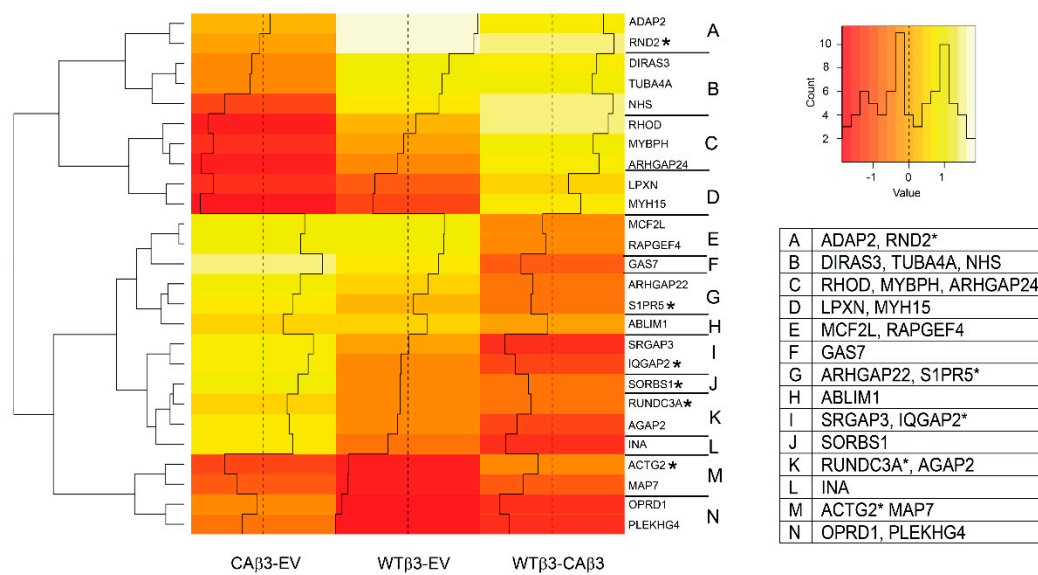 ADAP2
RND2*
A
DIRAS3
TUBA4A
NHS
B
RHOD
MYBPH
ARHGAP24
C
LPXN
MYH15
D
MCF2L
RAPGEF4
E
GAS7
F
ARHGAP22
S1PR5*
G
ABLIM1
H
SRGAP3
IQGAP2*
I
SORBS1*
J
RUNDC3A*
AGAP2
K
INA
L
ACTG2*
MAP7
M
OPRD1
PLEKHG4
N
CAβ3-EV WTβ3-EV WTβ3-CAβ3
Count
10
8
6
4
2
-1 0 1
Value
A ADAP2, RND2*
B DIRAS3, TUBA4A, NHS
C RHOD, MYBPH, ARHGAP24
D LPXN, MYH15
E MCF2L, RAPGEF4
F GAS7
G ARHGAP22, S1PR5*
H ABLIM1
I SRGAP3, IQGAP2*
J SORBS1
K RUNDC3A*, AGAP2
L INA
M ACTG2* MAP7
N OPRD1, PLEKHG4